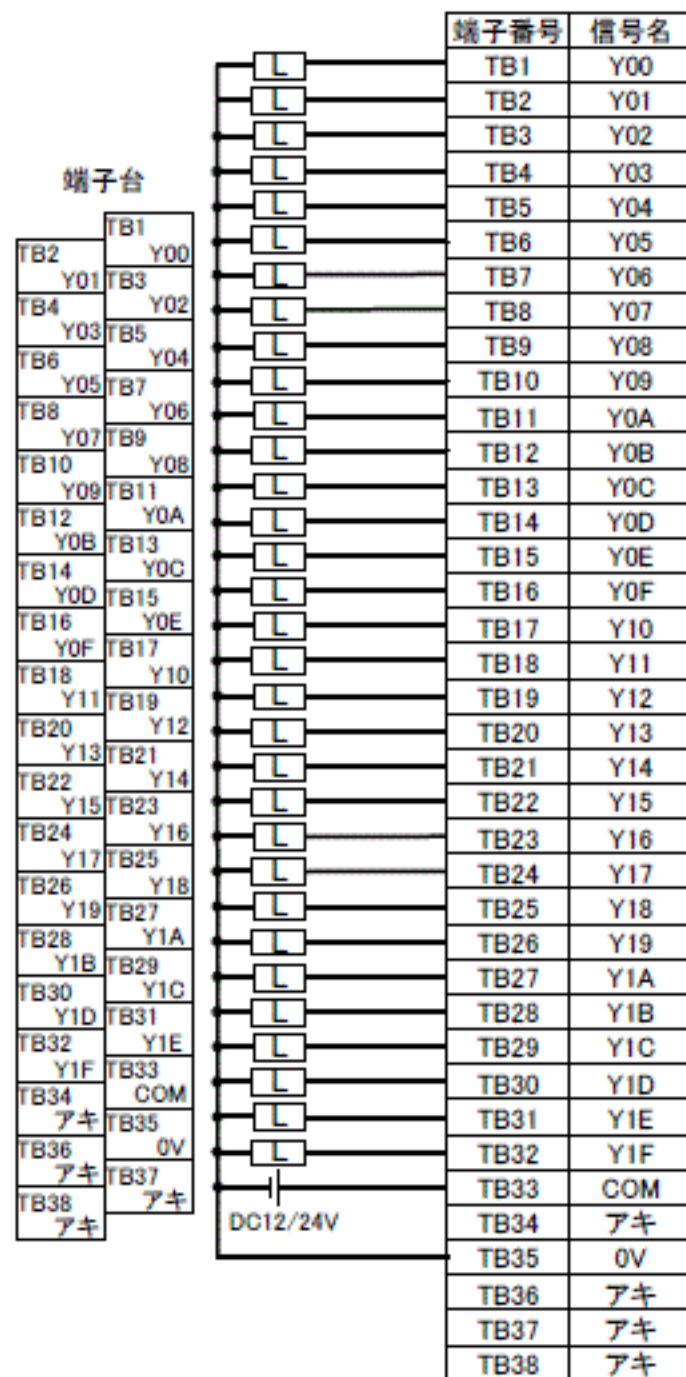 端子台
TB1
Y00
TB2
Y01
TB3
Y02
TB4
Y03
TB5
Y04
TB6
Y05
TB7
Y06
TB8
Y07
TB9
Y08
TB10
Y09
TB11
Y0A
TB12
Y0B
TB13
Y0C
TB14
Y0D
TB15
Y0E
TB16
Y0F
TB17
Y10
TB18
Y11
TB19
Y12
TB20
Y13
TB21
Y14
TB22
Y15
TB23
Y16
TB24
Y17
TB25
Y18
TB26
Y19
TB27
Y1A
TB28
Y1B
TB29
Y1C
TB30
Y1D
TB31
Y1E
TB32
Y1F
TB33
COM
TB34
アキ
TB35
0V
TB36
アキ
TB37
アキ
TB38
アキ
端子番号 信号名
L TB1 Y00
L TB2 Y01
L TB3 Y02
L TB4 Y03
L TB5 Y04
L TB6 Y05
L TB7 Y06
L TB8 Y07
L TB9 Y08
L TB10 Y09
L TB11 Y0A
L TB12 Y0B
L TB13 Y0C
L TB14 Y0D
L TB15 Y0E
L TB16 Y0F
L TB17 Y10
L TB18 Y11
L TB19 Y12
L TB20 Y13
L TB21 Y14
L TB22 Y15
L TB23 Y16
L TB24 Y17
L TB25 Y18
L TB26 Y19
L TB27 Y1A
L TB28 Y1B
L TB29 Y1C
L TB30 Y1D
L TB31 Y1E
L TB32 Y1F
TB33 COM
DC12/24V
TB34 アキ
TB35 0V
TB36 アキ
TB37 アキ
TB38 アキ